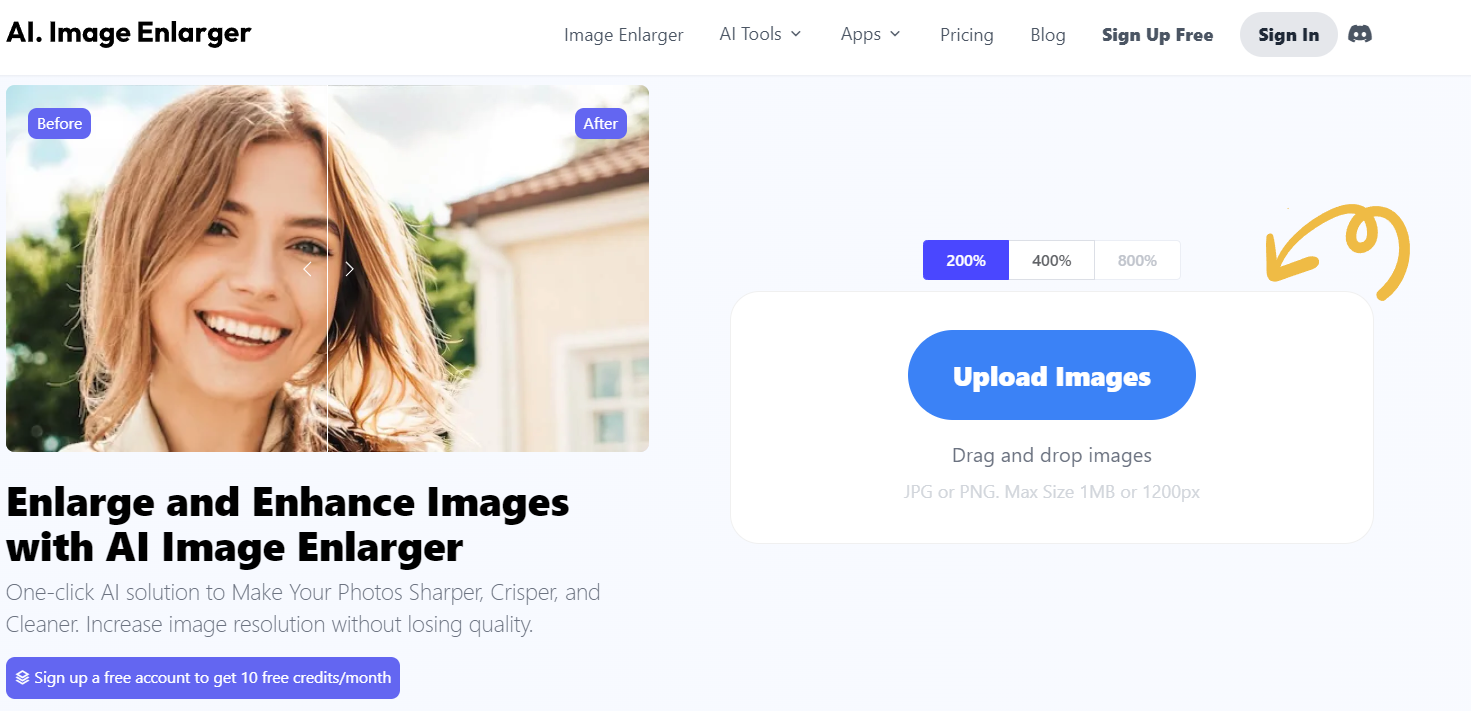 AI. Image Enlarger
Image Enlarger
AI Tools
Apps
Pricing
Blog
Sign Up Free
Sign In
Before
After
200%
400%
800%
Upload Images
Drag and drop images
JPG or PNG. Max Size 1MB or 1200px
Enlarge and Enhance Images
with AI Image Enlarger
One-click AI solution to Make Your Photos Sharper, Crisper, and
Cleaner. Increase image resolution without losing quality.
Sign up a free account to get 10 free credits/month